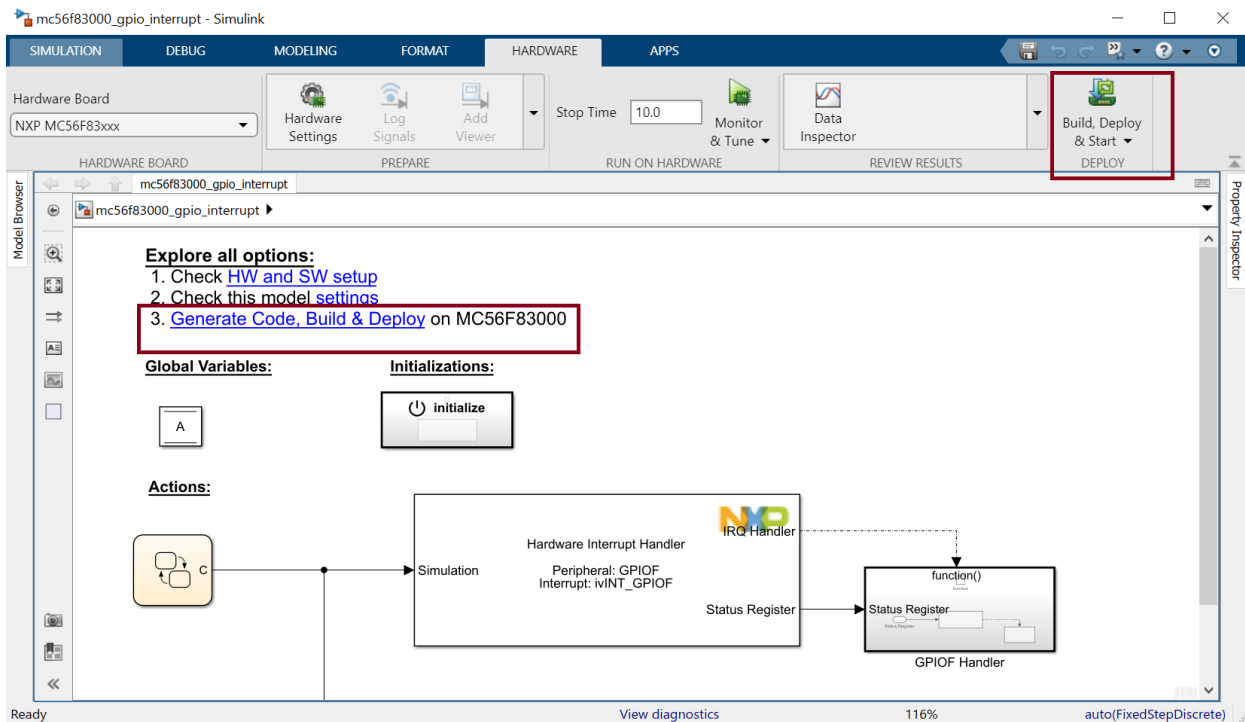 mc56f83000_gpio_interrupt - Simulink
SIMULATION DEBUG MODELING FORMAT HARDWARE APPS
Hardware Board
NXP MC56F83xxx
Hardware Settings
Log Signals
Add Viewer
Stop Time 10.0
Monitor & Tune
Data Inspector
Build, Deploy & Start
HARDWARE BOARD PREPARE RUN ON HARDWARE REVIEW RESULTS DEPLOY
Model Browser
mc56f83000_gpio_interrupt
mc56f83000_gpio_interrupt
Property Inspector
Explore all options:
1. Check HW and SW setup
2. Check this model settings
3. Generate Code, Build & Deploy on MC56F83000
Global Variables: Initializations:
A
initialize
Actions:
C
NXP
IRQ Handler
Hardware Interrupt Handler
Simulation
Peripheral: GPIOF
Interrupt: ivINT_GPIOF
Status Register
function()
function
Status Register
Status Register
GPIOF Handler
Ready View diagnostics 116% auto(FixedStepDiscrete)